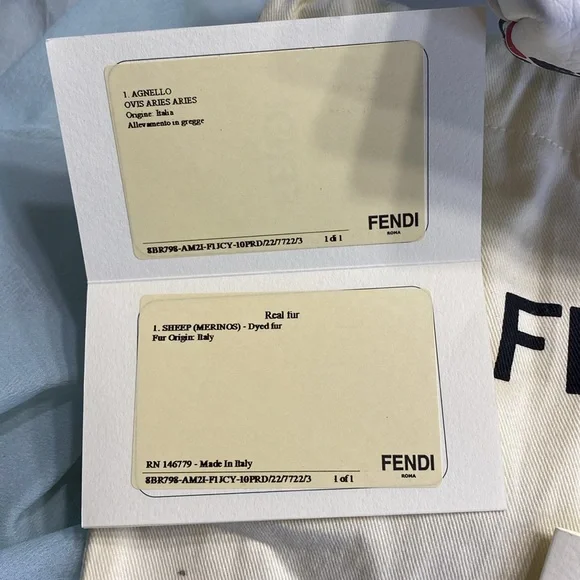 1. AGNELLO
OVIS ARIES ARIES
Origine: Italia
Allevamento in gregge
FENDI
ROMA
8BR798-AM2I-F1JCY-10PRD/22/7722/3 1 di 1
Real fur
1. SHEEP (MERINOS) - Dyed fur
Fur Origin: Italy
RN 146779 - Made In Italy
FENDI
ROMA
8BR798-AM2I-F1JCY-10PRD/22/7722/3 1 of 1